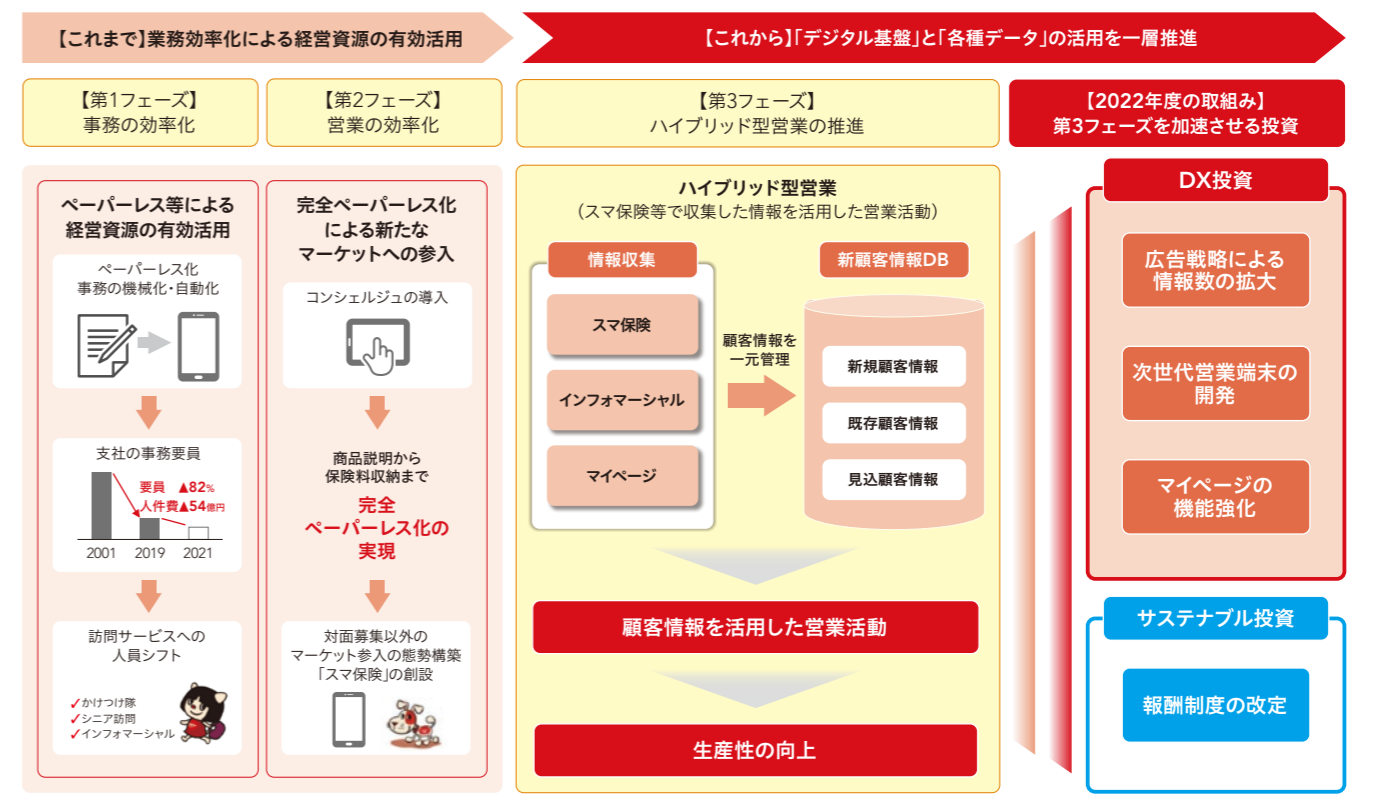 【これまで】業務効率化による経営資源の有効活用
【これから】「デジタル基盤」と「各種データ」の活用を一層推進
【第1フェーズ】
事務の効率化
【第2フェーズ】
営業の効率化
【第3フェーズ】
ハイブリッド型営業の推進
【2022年度の取組み】
第3フェーズを加速させる投資
ペーパーレス等による
経営資源の有効活用
ペーパーレス化
事務の機械化・自動化
支社の事務要員
要員 ▲82%
人件費▲54億円
2001 2019 2021
訪問サービスへの
人員シフト
✓かけつけ隊
✓シニア訪問
✓インフォマーシャル
完全ペーパーレス化
による新たな
マーケットへの参入
コンシェルジュの導入
商品説明から
保険料収納まで
完全
ペーパーレス化の
実現
対面募集以外の
マーケット参入の態勢構築
「スマ保険」の創設
ハイブリッド型営業
（スマ保険等で収集した情報を活用した営業活動）
情報収集
スマ保険
インフォマーシャル
マイページ
顧客情報を
一元管理
新顧客情報DB
新規顧客情報
既存顧客情報
見込顧客情報
顧客情報を活用した営業活動
生産性の向上
DX投資
広告戦略による
情報数の拡大
次世代営業端末の
開発
マイページの
機能強化
サステナブル投資
報酬制度の改定